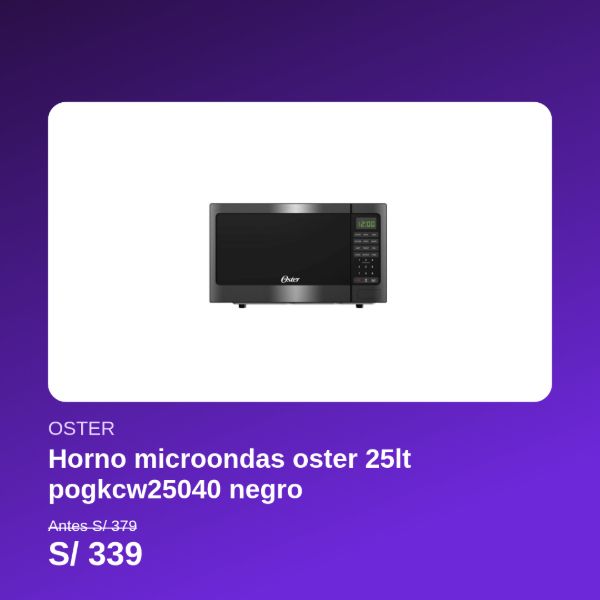 12:00
Oster
OSTER
Horno microondas oster 25lt
pogkcw25040 negro
Antes S/ 379
S/ 339